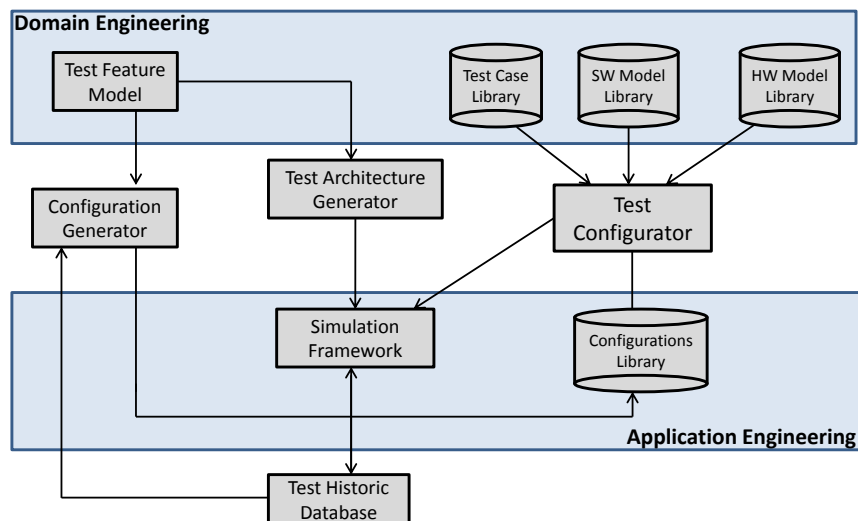 Domain Engineering
Test Feature
Model
Test Case
Library
SW Model
Library
HW Model
Library
Configuration
Generator
Test Architecture
Generator
Test
Configurator
Simulation
Framework
Configurations
Library
Application Engineering
Test Historic
Database